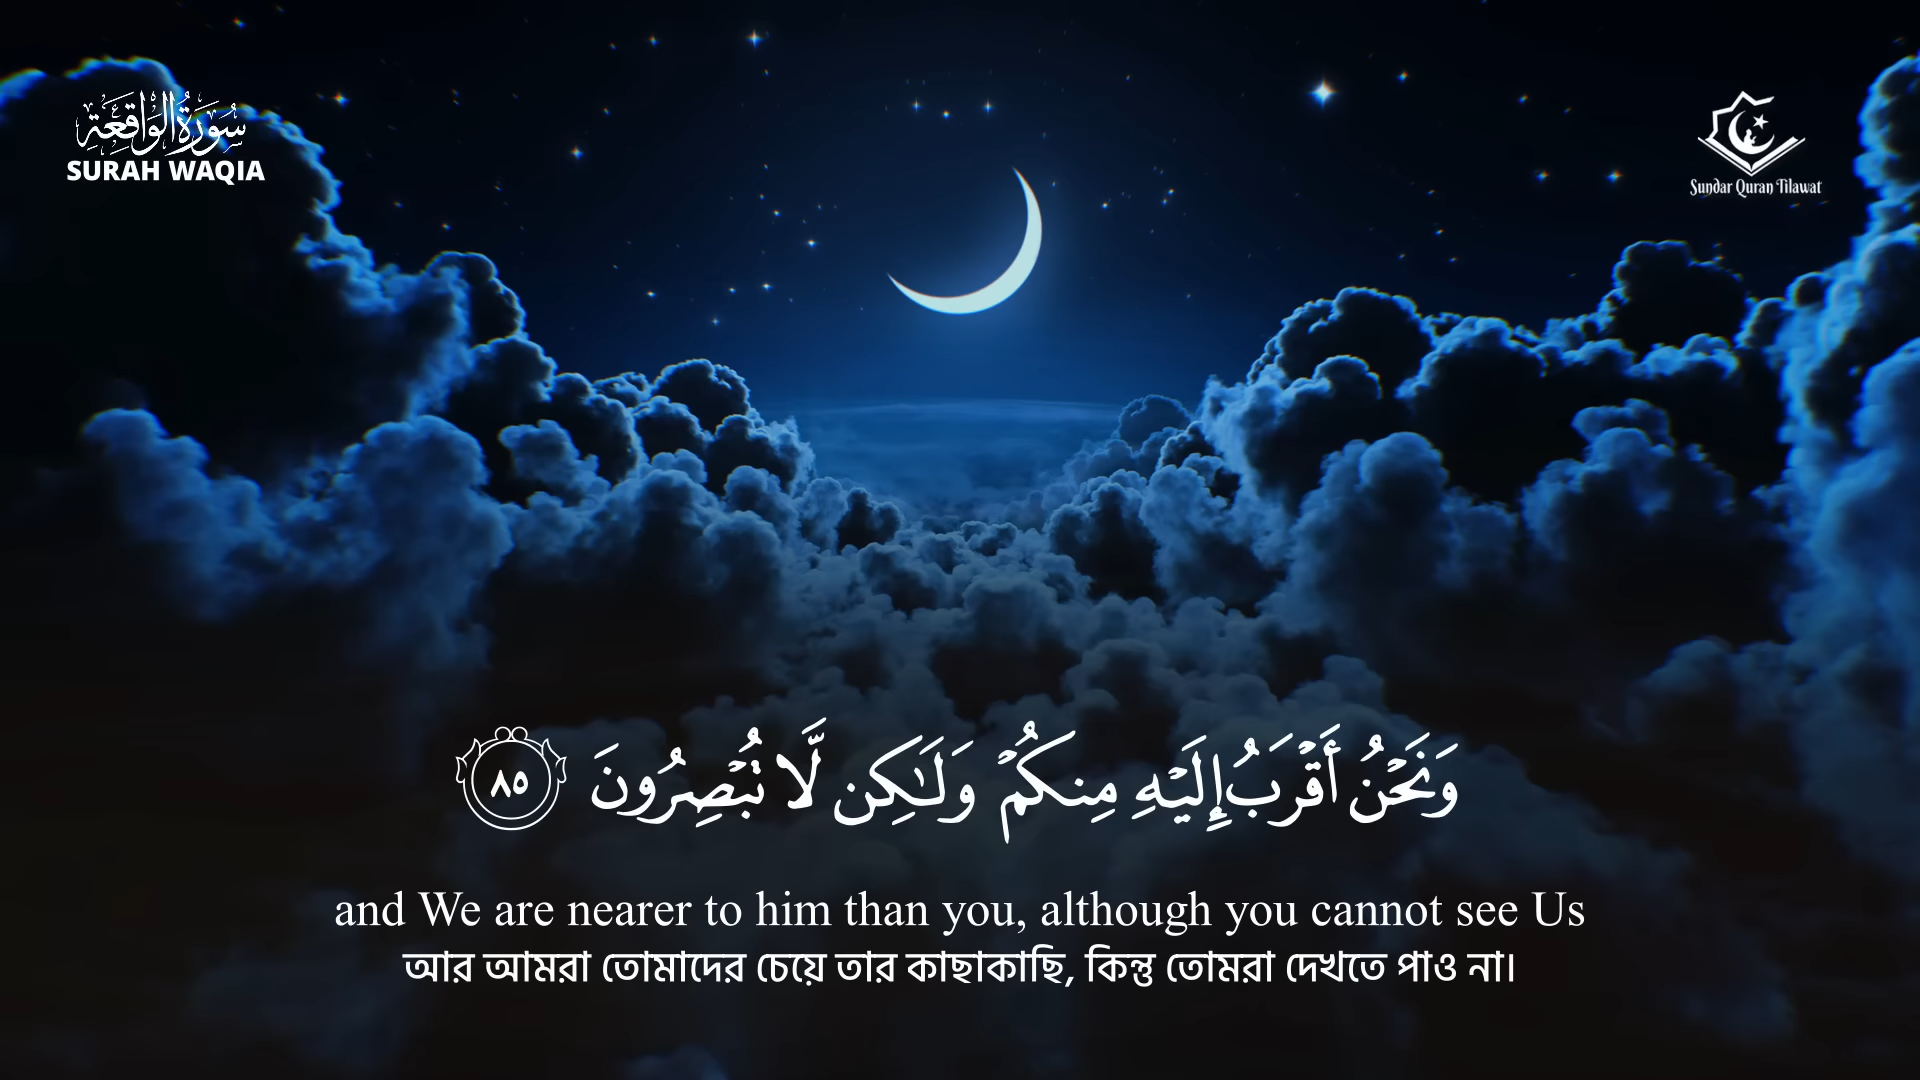 سُورَةُ الْوَاقِعَة
SURAH WAQIA
Sundar Quran Tilawat
وَنَحْنُ أَقْرَبُ إِلَيْهِ مِنكُمْ وَلَـٰكِن لَّا تُبْصِرُونَ ٨٥
and We are nearer to him than you, although you cannot see Us
আর আমরা তোমাদের চেয়ে তার কাছাকাছি, কিন্তু তোমরা দেখতে পাও না।